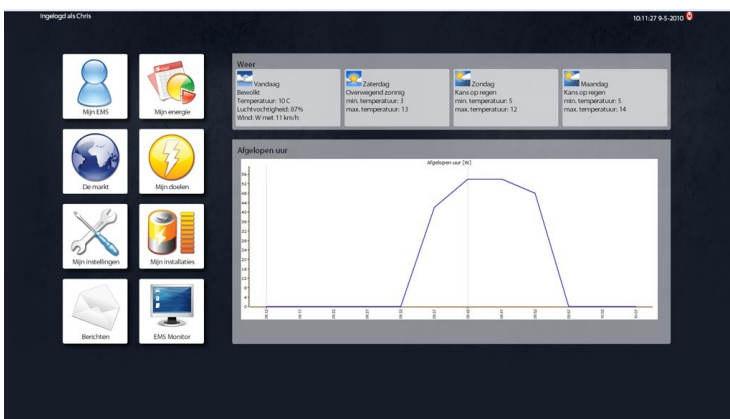 Ingelogd als Chris
10:11:27 9-5-2010
Mijn EMS
Mijn energie
De markt
Mijn doelen
Mijn instellingen
Mijn installaties
Berichten
EMS Monitor
Weer
Vandaag
Bewolkt
Temperatuur: 10 C
Luchtvochtigheid: 87%
Wind: W met 11 km/h
Zaterdag
Overwegend zonnig
min. temperatuur: 3
max. temperatuur: 13
Zondag
Kans op regen
min. temperatuur: 5
max. temperatuur: 12
Maandag
Kans op regen
min. temperatuur: 5
max. temperatuur: 14
Afgelopen uur
Afgelopen uur [W]